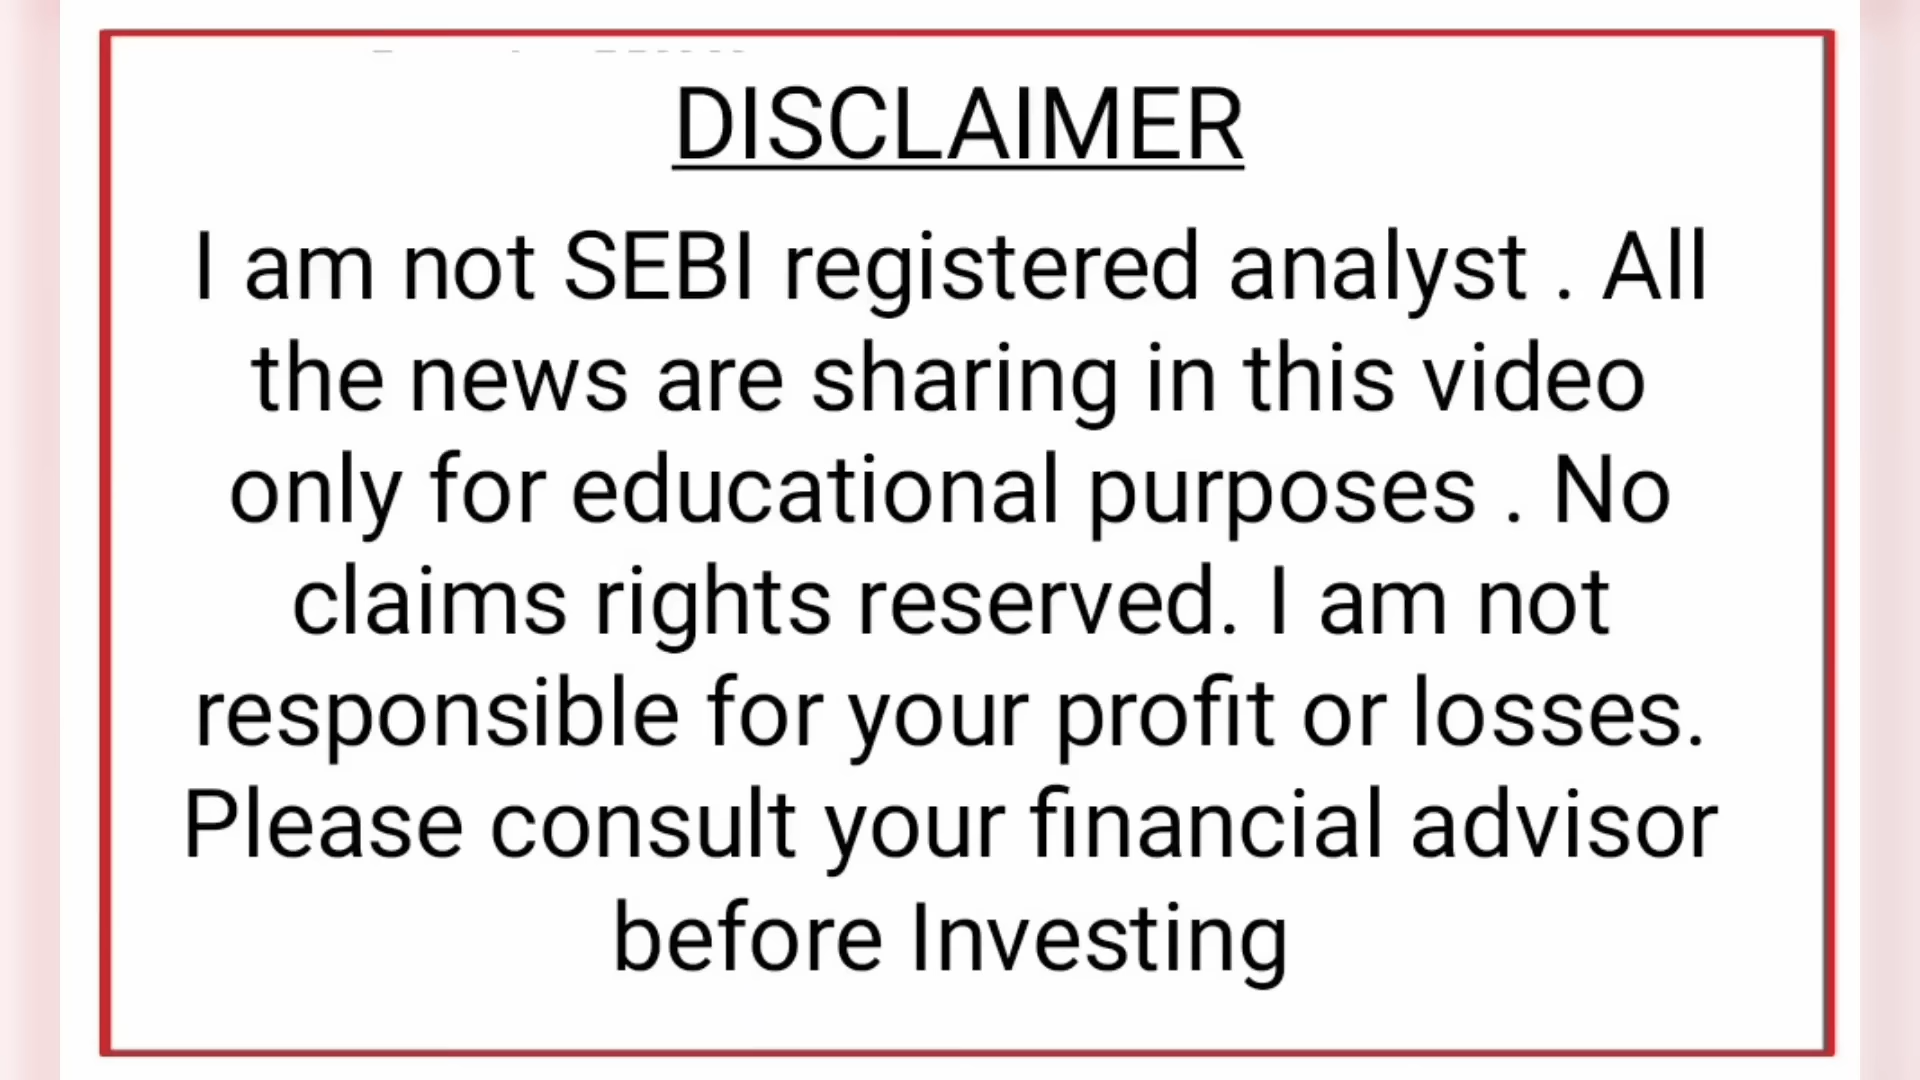 DISCLAIMER
I am not SEBI registered analyst . All
the news are sharing in this video
only for educational purposes . No
claims rights reserved. I am not
responsible for your profit or losses.
Please consult your financial advisor
before Investing